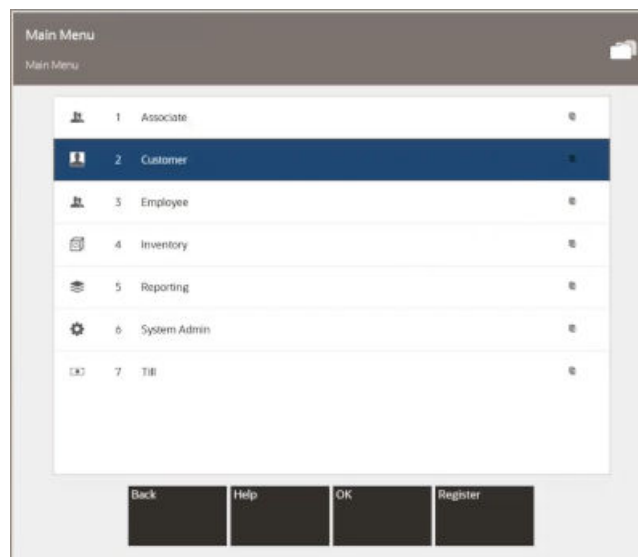 Main Menu
Main Menu
1 Associate
2 Customer
3 Employee
4 Inventory
5 Reporting
6 System Admin
7 Till
Back Help OK Register